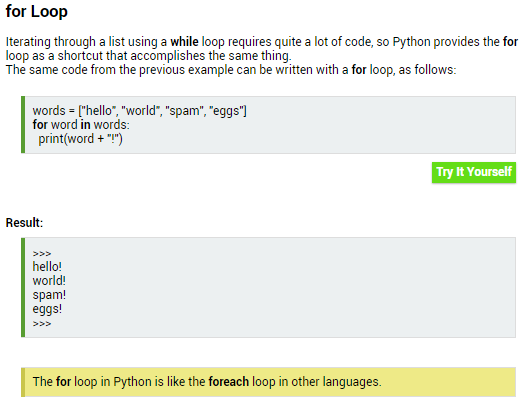 for Loop
Iterating through a list using a while loop requires quite a lot of code, so Python provides the for
loop as a shortcut that accomplishes the same thing.
The same code from the previous example can be written with a for loop, as follows:
words = ["hello", "world", "spam", "eggs"]
for word in words:
  print(word + "!")
Try It Yourself
Result:
>>>
hello!
world!
spam!
eggs!
>>>
The for loop in Python is like the foreach loop in other languages.